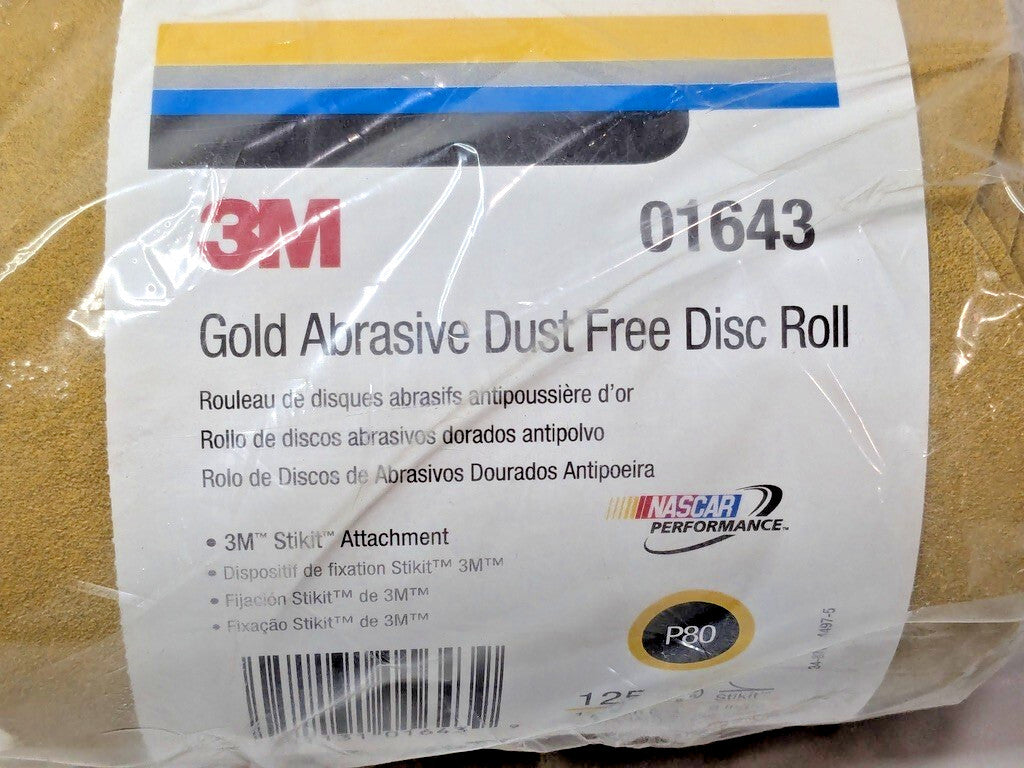 3M
01643
Gold Abrasive Dust Free Disc Roll
Rouleau de disques abrasifs antipoussière d'or
Rollo de discos abrasivos dorados antipolvo
Rolo de Discos de Abrasivos Dourados Antipoeira
NASCAR
PERFORMANCE™
• 3M™ Stikit™ Attachment
• Dispositif de fixation Stikit™ 3M™
• Fijación Stikit™ de 3M™
• Fixação Stikit™ de 3M™
P80
Stikit™